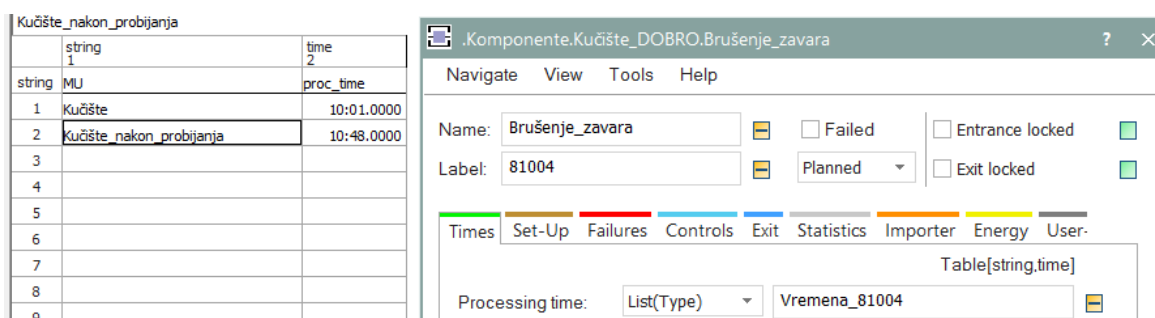 Kučište_nakon_probijanja
string time
1 2
string MU proc_time
1 Kučište 10:01.0000
2 Kučište_nakon_probijanja 10:48.0000
3
4
5
6
7
8
9
.Komponente.Kučište_DOBRO.Brušenje_zavara ?
Navigate View Tools Help
Name: Brušenje_zavara Failed Entrance locked
Label: 81004 Planned Exit locked
Times Set-Up Failures Controls Exit Statistics Importer Energy User-
Table[string,time]
Processing time: List(Type) Vremena_81004